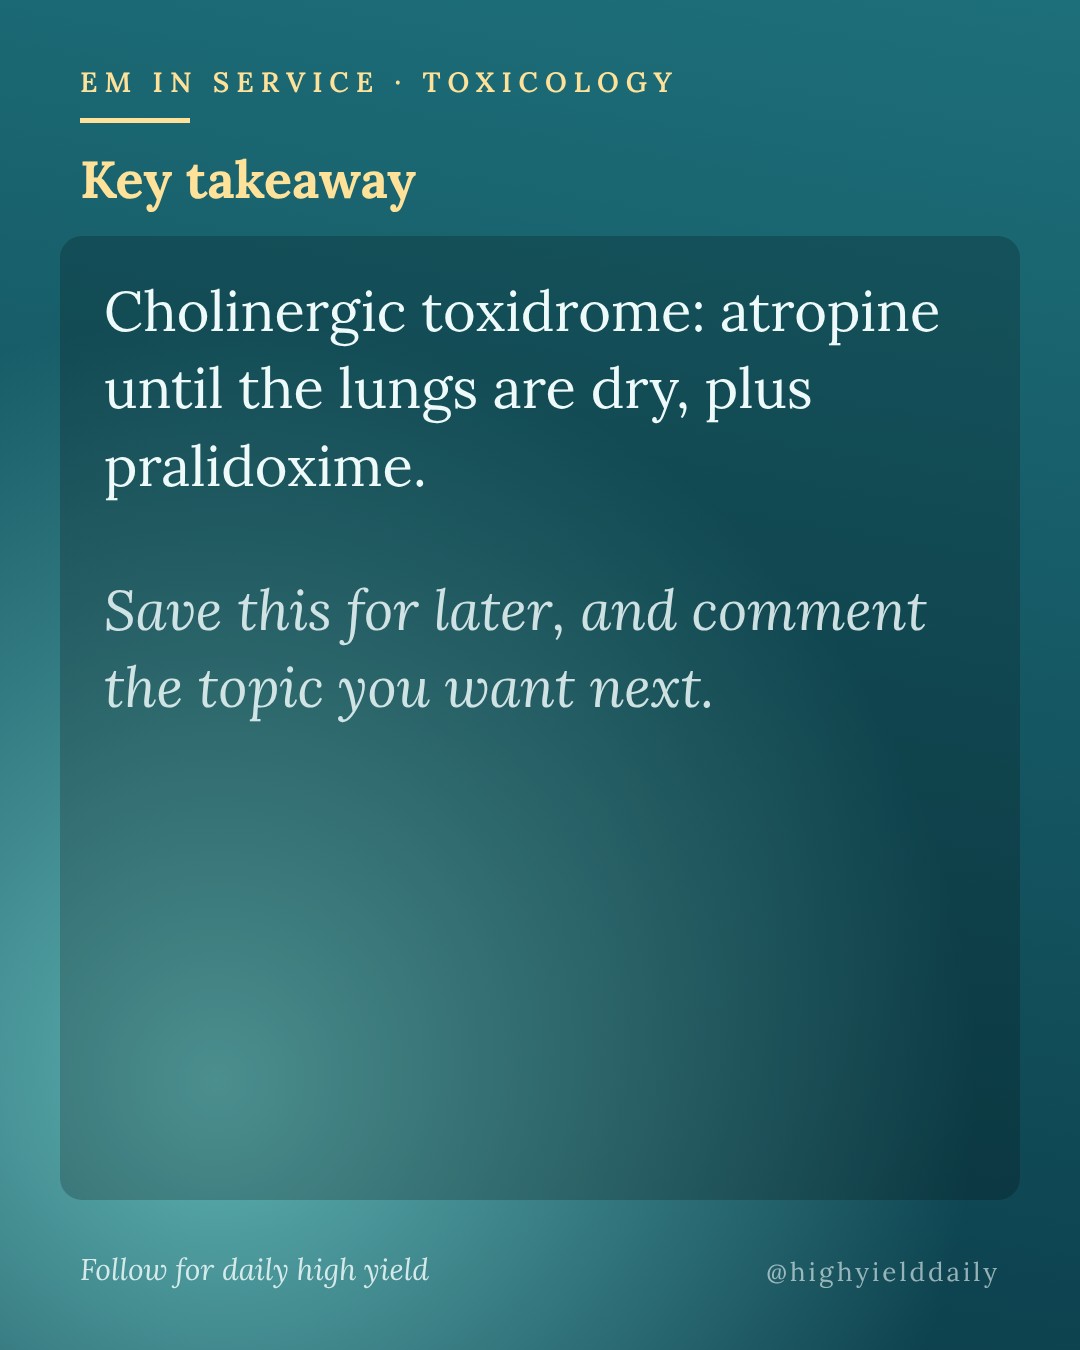 EM IN SERVICE · TOXICOLOGY
Key takeaway
Cholinergic toxidrome: atropine
until the lungs are dry, plus
pralidoxime.
Save this for later, and comment
the topic you want next.
Follow for daily high yield
@highyielddaily